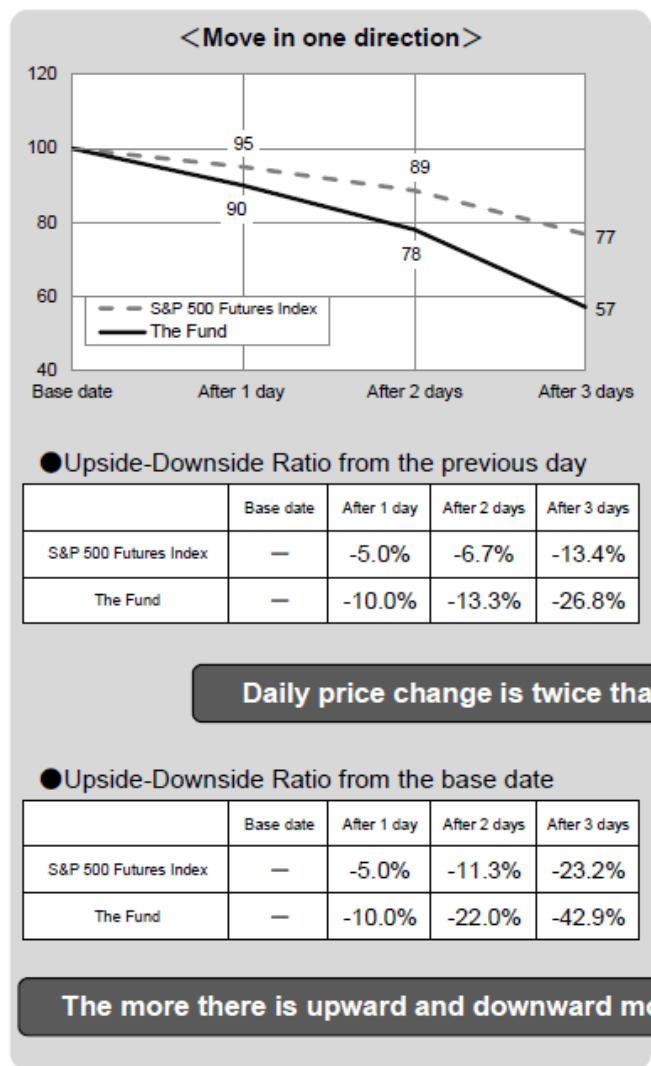 ＜Move in one direction＞
120
100
80
60
40
95
89
77
90
78
57
S&P 500 Futures Index
The Fund
Base date After 1 day After 2 days After 3 days
●Upside-Downside Ratio from the previous day
Base date After 1 day After 2 days After 3 days
S&P 500 Futures Index — -5.0% -6.7% -13.4%
The Fund — -10.0% -13.3% -26.8%
Daily price change is twice tha
●Upside-Downside Ratio from the base date
Base date After 1 day After 2 days After 3 days
S&P 500 Futures Index — -5.0% -11.3% -23.2%
The Fund — -10.0% -22.0% -42.9%
The more there is upward and downward mo